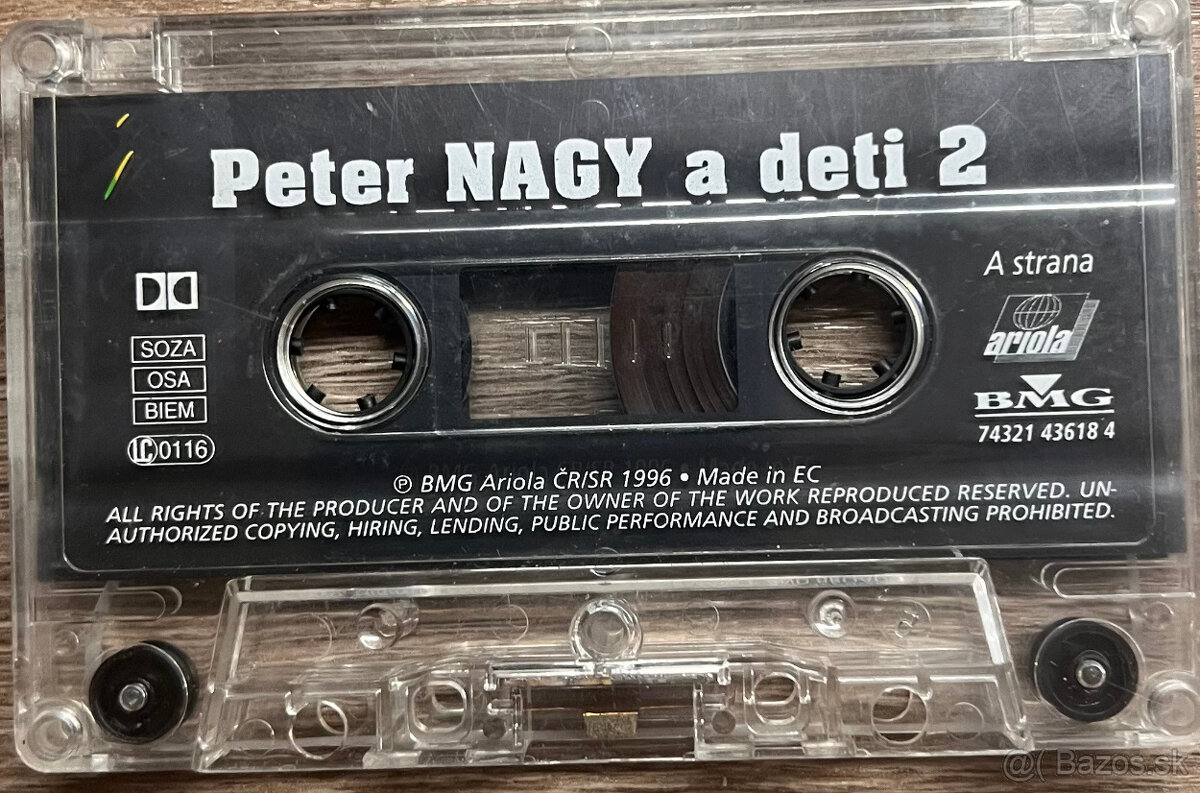 Peter NAGY a deti 2
A strana
SOZA
OSA
BIEM
LC 0116
ariola
BMG
74321 43618 4
℗ BMG Ariola ČR/SR 1996 • Made in EC
ALL RIGHTS OF THE PRODUCER AND OF THE OWNER OF THE WORK REPRODUCED RESERVED. UN-
AUTHORIZED COPYING, HIRING, LENDING, PUBLIC PERFORMANCE AND BROADCASTING PROHIBITED.
@( Bazos.sk